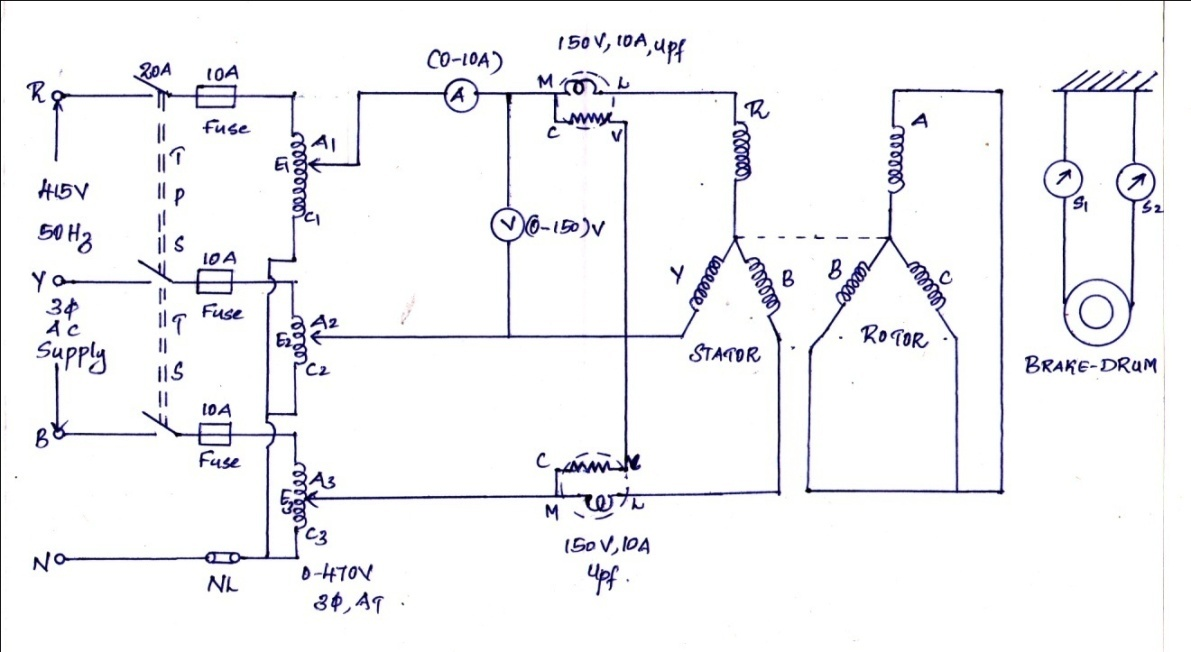 R
20A
10A
Fuse
415V
50Hz
Y
3φ
AC
Supply
B
N
T
P
S
T
S
10A
Fuse
10A
Fuse
NL
E1
A1
C1
E2
A2
C2
E3
A3
C3
0-470V
3φ, AT
(0-10A)
A
V
(0-150)V
150V, 10A, upf
M
L
C
V
C
M
L
150V, 10A
upf.
R
Y
B
STATOR
A
B
C
ROTOR
S1
S2
BRAKE-DRUM